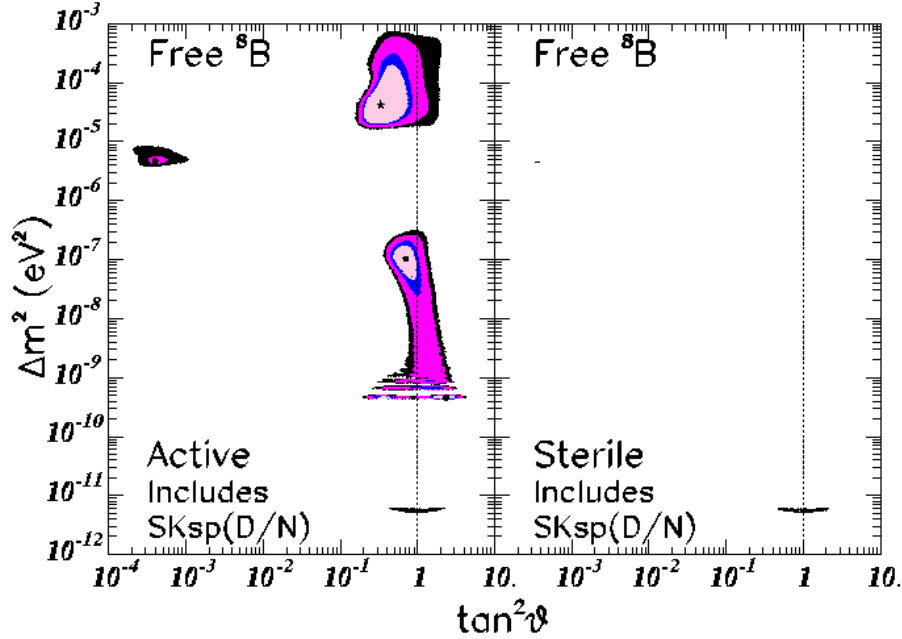 Free ⁸B
Free ⁸B
10⁻³
10⁻⁴
10⁻⁵
10⁻⁶
10⁻⁷
10⁻⁸
10⁻⁹
10⁻¹⁰
10⁻¹¹
10⁻¹²
Δm² (eV²)
Active
Includes
SKsp(D/N)
Sterile
Includes
SKsp(D/N)
10⁻⁴ 10⁻³ 10⁻² 10⁻¹ 1 10. 10⁻³ 10⁻² 10⁻¹ 1 10.
tan²ϑ